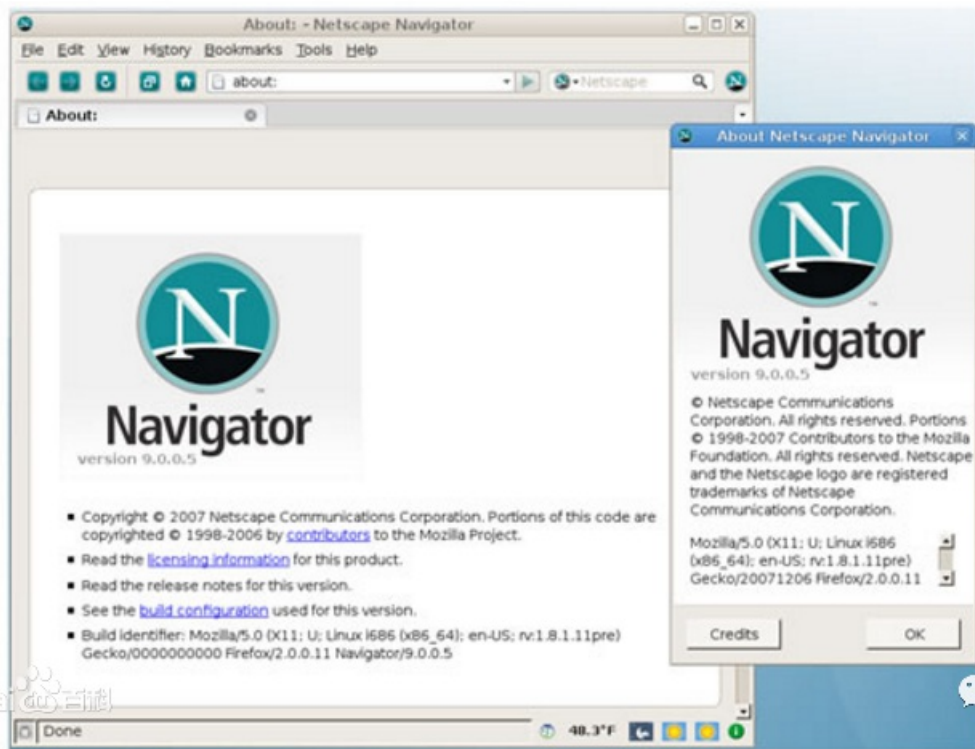 About: - Netscape Navigator
File Edit View History Bookmarks Tools Help
about:
Netscape
About:
N
Navigator
version 9.0.0.5
Copyright © 2007 Netscape Communications Corporation. Portions of this code are
copyrighted © 1998-2006 by contributors to the Mozilla Project.
Read the licensing information for this product.
Read the release notes for this version.
See the build configuration used for this version.
Build identifier: Mozilla/5.0 (X11; U; Linux i686 (x86_64); en-US; rv:1.8.1.11pre)
Gecko/0000000000 Firefox/2.0.0.11 Navigator/9.0.0.5
Done
48.3°F
About Netscape Navigator
N
Navigator
version 9.0.0.5
© Netscape Communications
Corporation. All rights reserved. Portions
© 1998-2007 Contributors to the Mozilla
Foundation. All rights reserved. Netscape
and the Netscape logo are registered
trademarks of Netscape
Communications Corporation.
Mozilla/5.0 (X11; U; Linux i686
(x86_64); en-US; rv:1.8.1.11pre)
Gecko/20071206 Firefox/2.0.0.11
Credits
OK
百科